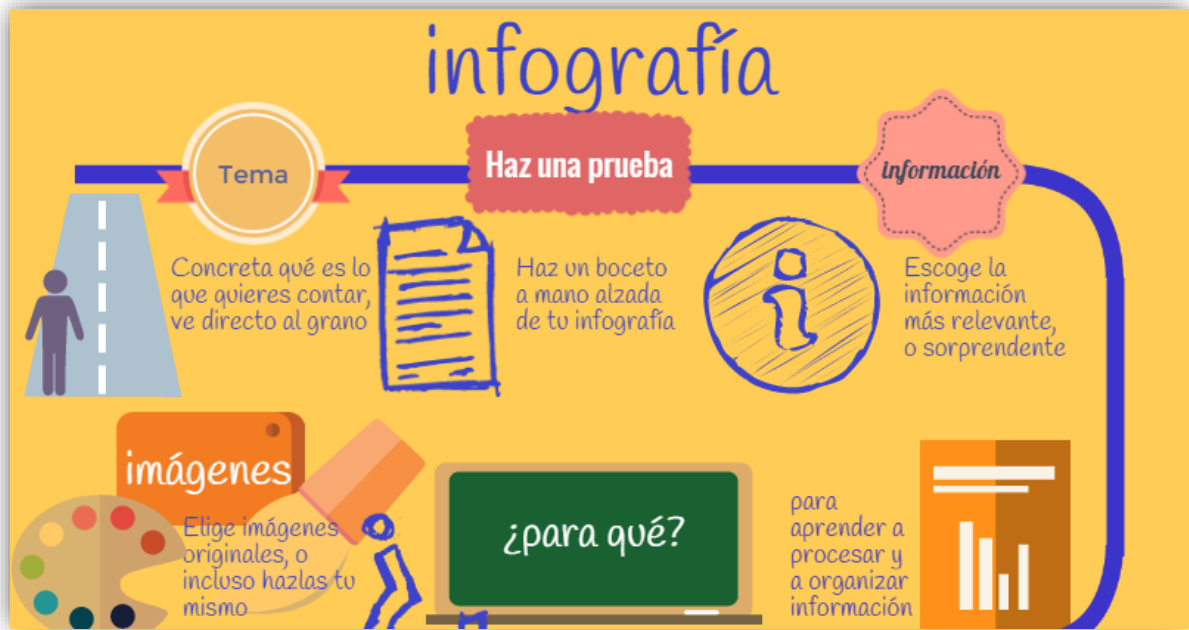 infografía
Tema
Concreta qué es lo
que quieres contar,
ve directo al grano
Haz una prueba
Haz un boceto
a mano alzada
de tu infografía
información
Escoge la
información
más relevante,
o sorprendente
imágenes
Elige imágenes
originales, o
incluso hazlas tu
mismo
¿para qué?
para
aprender a
procesar y
a organizar
información